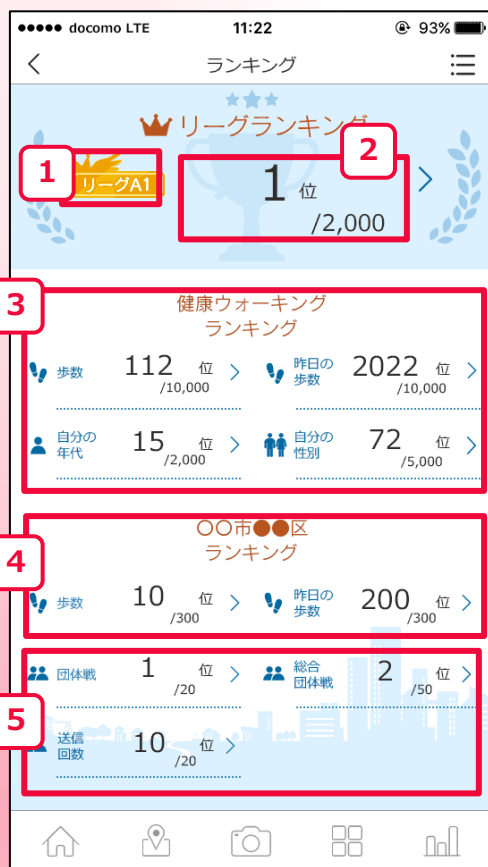 docomo LTE 11:22 93%
ランキング
リーグランキング
1
リーグA1
2
1 位
/2,000
3
健康ウォーキング
ランキング
歩数 112 位
/10,000
昨日の
歩数 2022 位
/10,000
自分の
年代 15 位
/2,000
自分の
性別 72 位
/5,000
4
〇〇市●●区
ランキング
歩数 10 位
/300
昨日の
歩数 200 位
/300
5
団体戦 1 位
/20
総合
団体戦 2 位
/50
送信
回数 10 位
/20